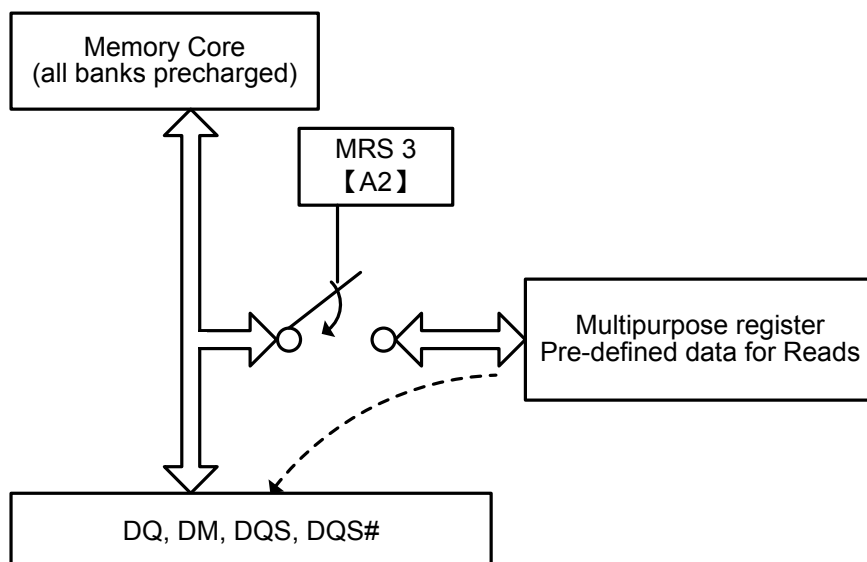 Memory Core
(all banks precharged)
MRS 3
【A2】
Multipurpose register
Pre-defined data for Reads
DQ, DM, DQS, DQS#